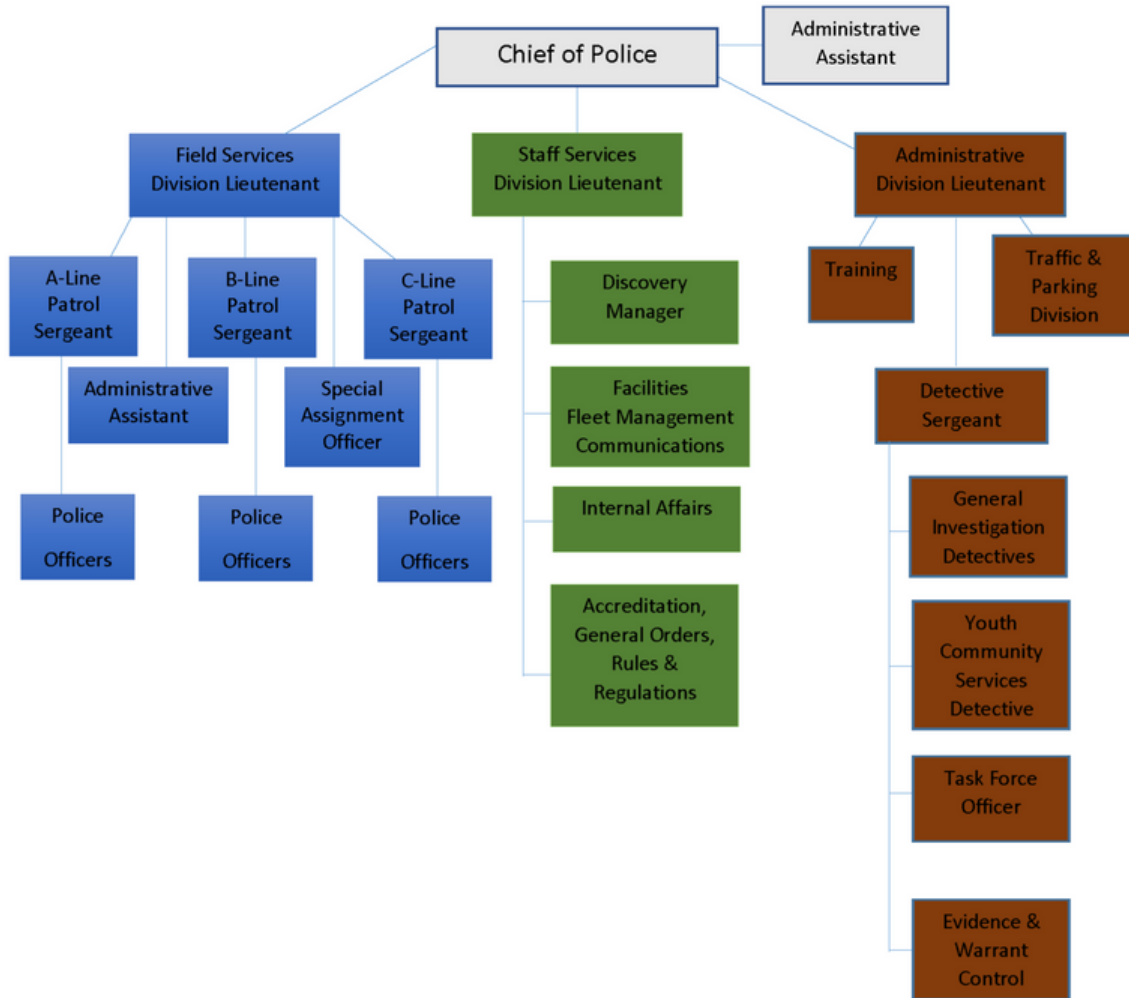 Chief of Police
Administrative
Assistant
Field Services
Division Lieutenant
Staff Services
Division Lieutenant
Administrative
Division Lieutenant
A-Line
Patrol
Sergeant
B-Line
Patrol
Sergeant
C-Line
Patrol
Sergeant
Administrative
Assistant
Special
Assignment
Officer
Police
Officers
Police
Officers
Police
Officers
Discovery
Manager
Facilities
Fleet Management
Communications
Internal Affairs
Accreditation,
General Orders,
Rules &
Regulations
Training
Traffic &
Parking
Division
Detective
Sergeant
General
Investigation
Detectives
Youth
Community
Services
Detective
Task Force
Officer
Evidence &
Warrant
Control